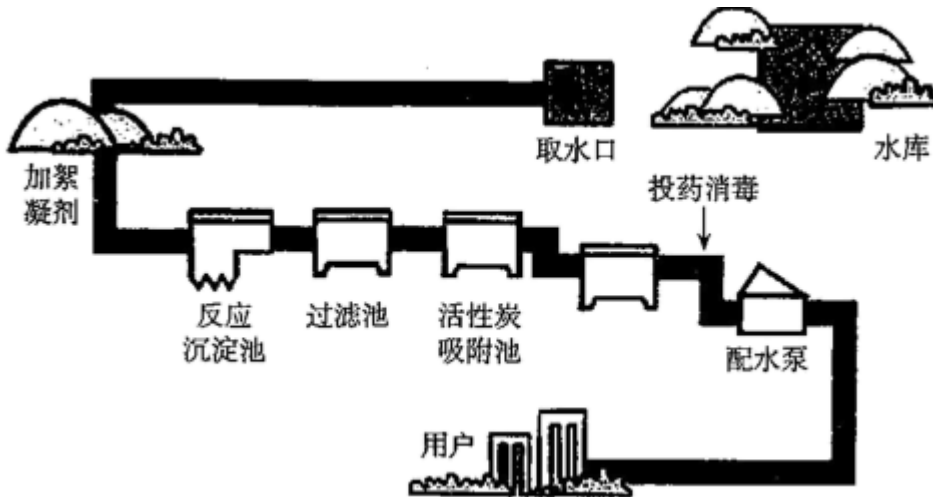 取水口
水库
加絮
凝剂
投药消毒
反应
沉淀池
过滤池
活性炭
吸附池
配水泵
用户